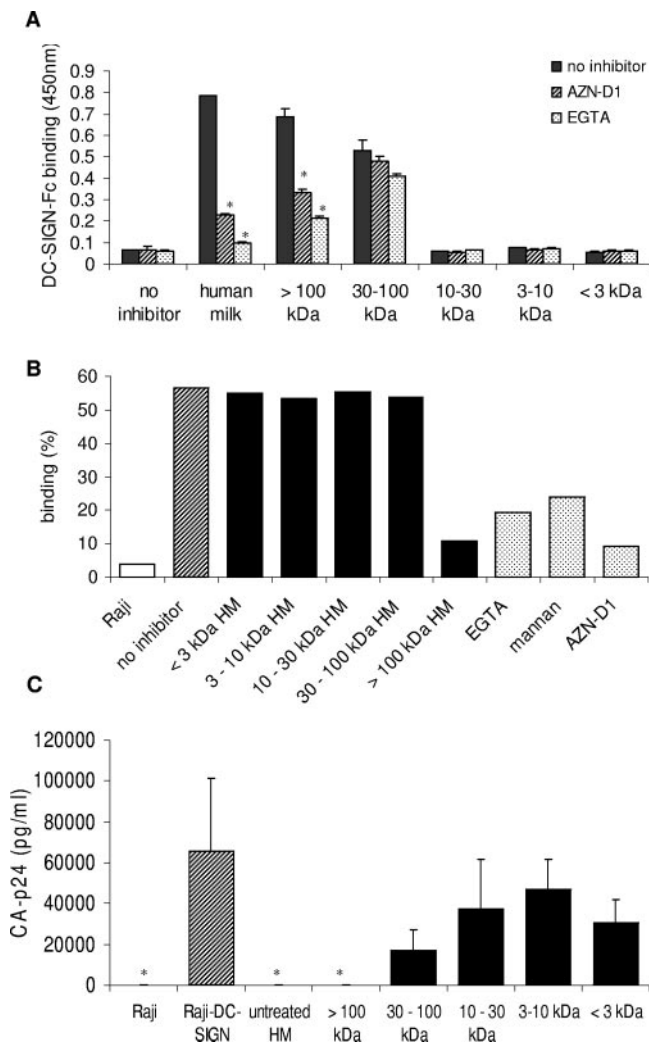 A
DC-SIGN-Fc binding (450nm)
0.9
0.8
0.7
0.6
0.5
0.4
0.3
0.2
0.1
0
no inhibitor
AZN-D1
EGTA
* * * *
no inhibitor
human milk
> 100 kDa
30-100 kDa
10-30 kDa
3-10 kDa
< 3 kDa
B
binding (%)
60
50
40
30
20
10
0
Raji
no inhibitor
< 3 kDa HM
3 - 10 kDa HM
10 - 30 kDa HM
30 - 100 kDa HM
> 100 kDa HM
EGTA
mannan
AZN-D1
C
CA-p24 (pg/ml)
120000
100000
80000
60000
40000
20000
0
* * *
Raji
Raji-DC-SIGN
untreated HM
> 100 kDa
30 - 100 kDa
10 - 30 kDa
3-10 kDa
< 3 kDa